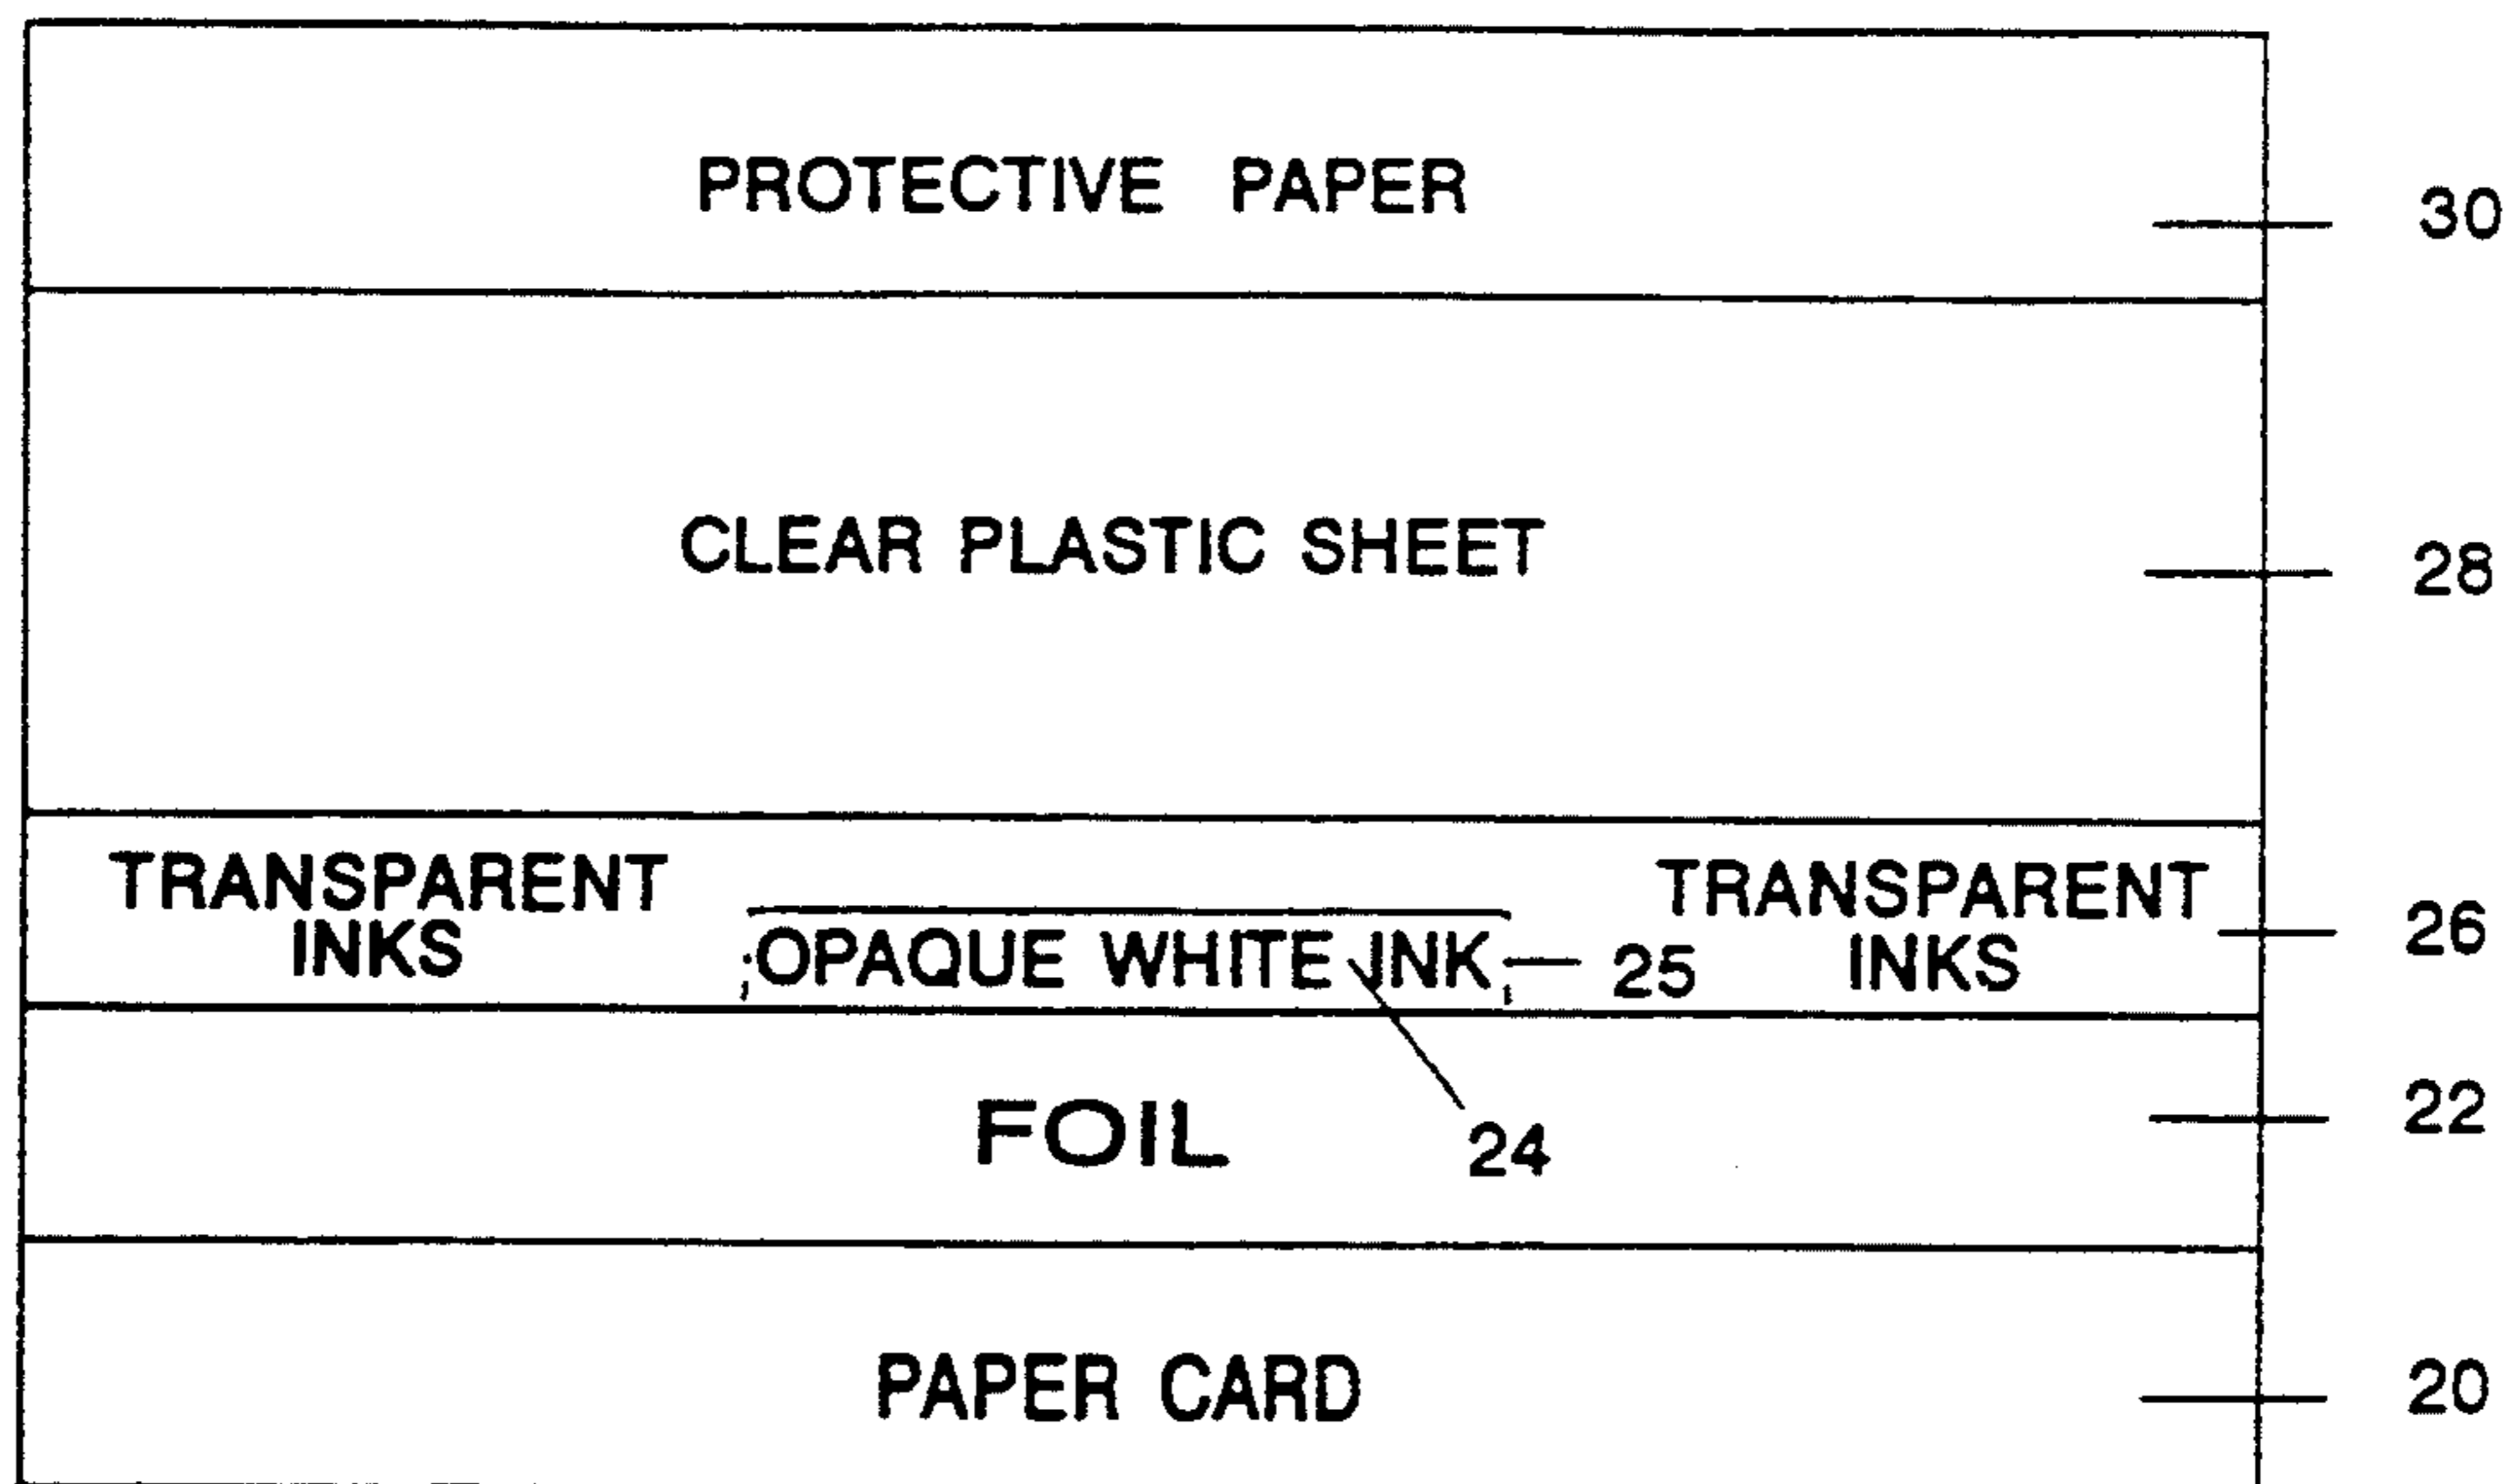 PROTECTIVE PAPER
30
CLEAR PLASTIC SHEET
28
TRANSPARENT
INKS
OPAQUE WHITE INK
25
TRANSPARENT
INKS
26
FOIL
24
22
PAPER CARD
20